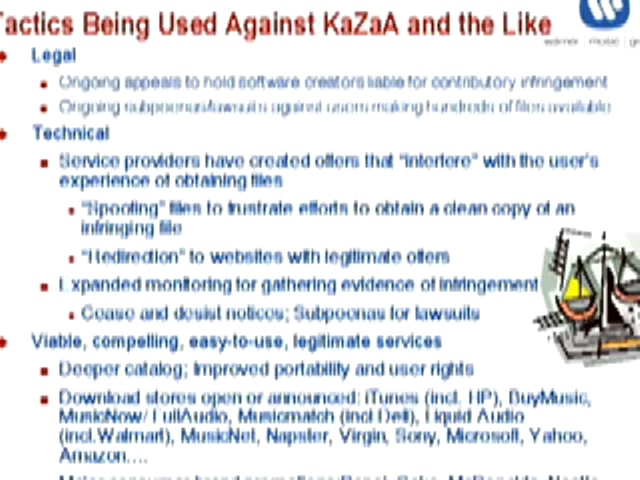 Tactics Being Used Against KaZaA and the Like
warner music
Legal
Ongoing appeals to hold software creators liable for contributory infringement
Ongoing subpoenas/lawsuits against users making hundreds of files available
Technical
Service providers have created offers that "interfere" with the user's
experience of obtaining files
"Spoofing" files to frustrate efforts to obtain a clean copy of an
infringing file
"Redirection" to websites with legitimate offers
Expanded monitoring for gathering evidence of infringement
Cease and desist notices; Subpoenas for lawsuits
Viable, compelling, easy-to-use, legitimate services
Deeper catalog; Improved portability and user rights
Download stores open or announced: iTunes (incl. HP), BuyMusic,
MusicNow/ FullAudio, Musicmatch (incl Dell), Liquid Audio
(incl.Walmart), MusicNet, Napster, Virgin, Sony, Microsoft, Yahoo,
Amazon....